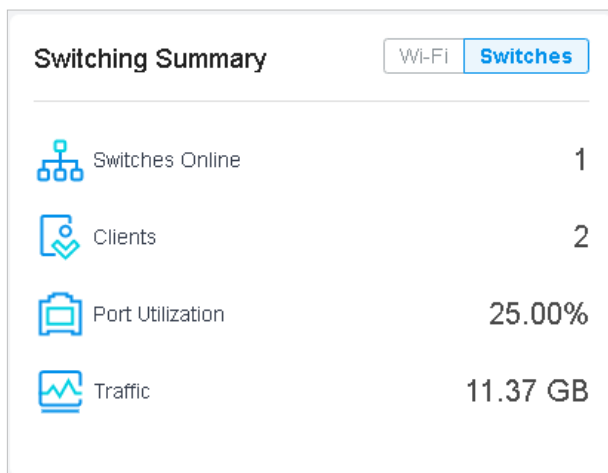 Switching Summary Wi-Fi Switches
Switches Online 1
Clients 2
Port Utilization 25.00%
Traffic 11.37 GB